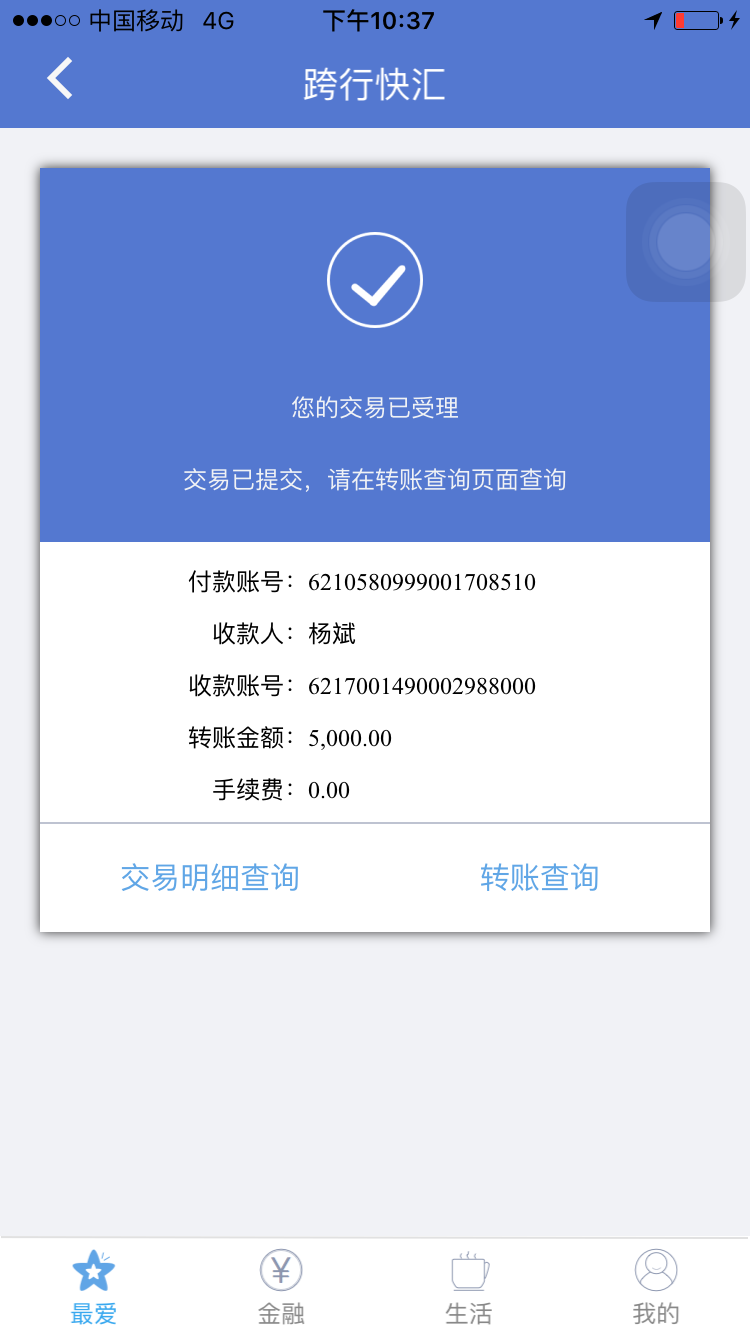 中国移动 4G 下午10:37
跨行快汇
您的交易已受理
交易已提交，请在转账查询页面查询
付款账号：6210580999001708510
收款人：杨斌
收款账号：6217001490002988000
转账金额：5,000.00
手续费：0.00
交易明细查询 转账查询
最爱 金融 生活 我的